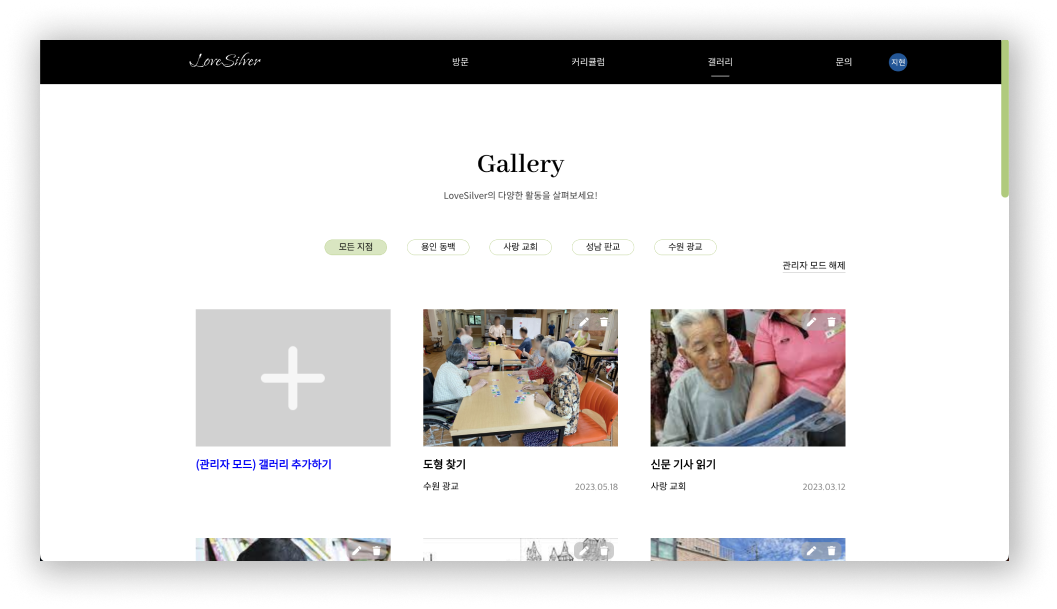 LoveSilver
방문
커리큘럼
갤러리
문의
지현
Gallery
LoveSilver의 다양한 활동을 살펴보세요!
모든 지점
용인 동백
사랑 교회
성남 판교
수원 광교
관리자 모드 해제
(관리자 모드) 갤러리 추가하기
도형 찾기
수원 광교
2023.05.18
신문 기사 읽기
사랑 교회
2023.03.12